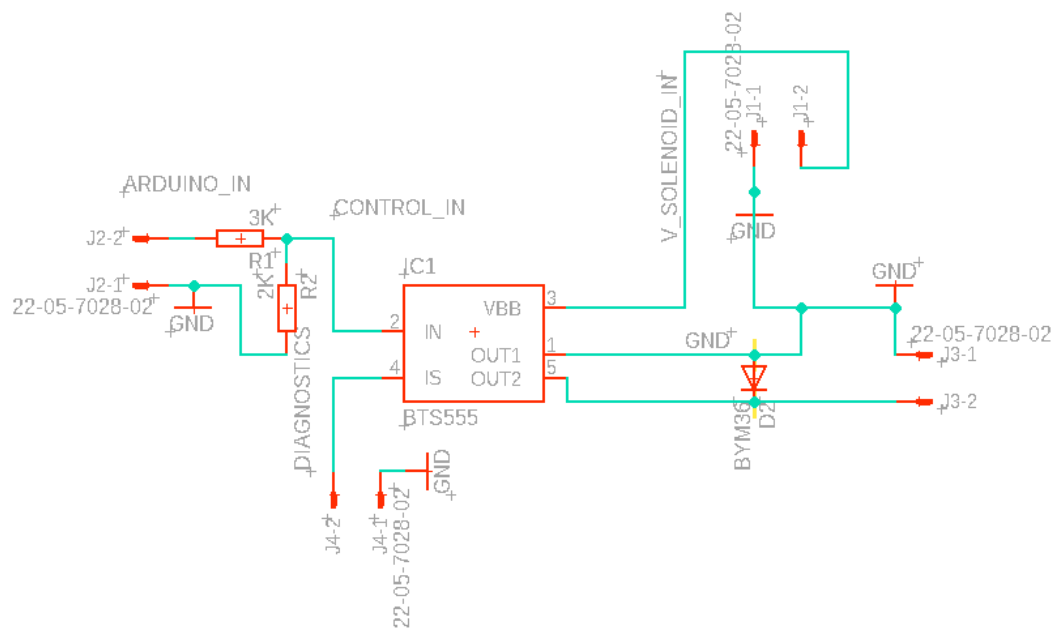 22-05-7028-02
J1-1
J1-2
V_SOLENOID_IN
GND
ARDUINO_IN
CONTROL_IN
3K
J2-2
R1
2K
R2
J2-1
22-05-7028-02
GND
IC1
VBB
3
2
IN
OUT1
1
4
IS
OUT2
5
BTS555
DIAGNOSTICS
GND
GND
22-05-7028-02
J3-1
J3-2
D2
GND
J4-2
J4-1
22-05-7028-02